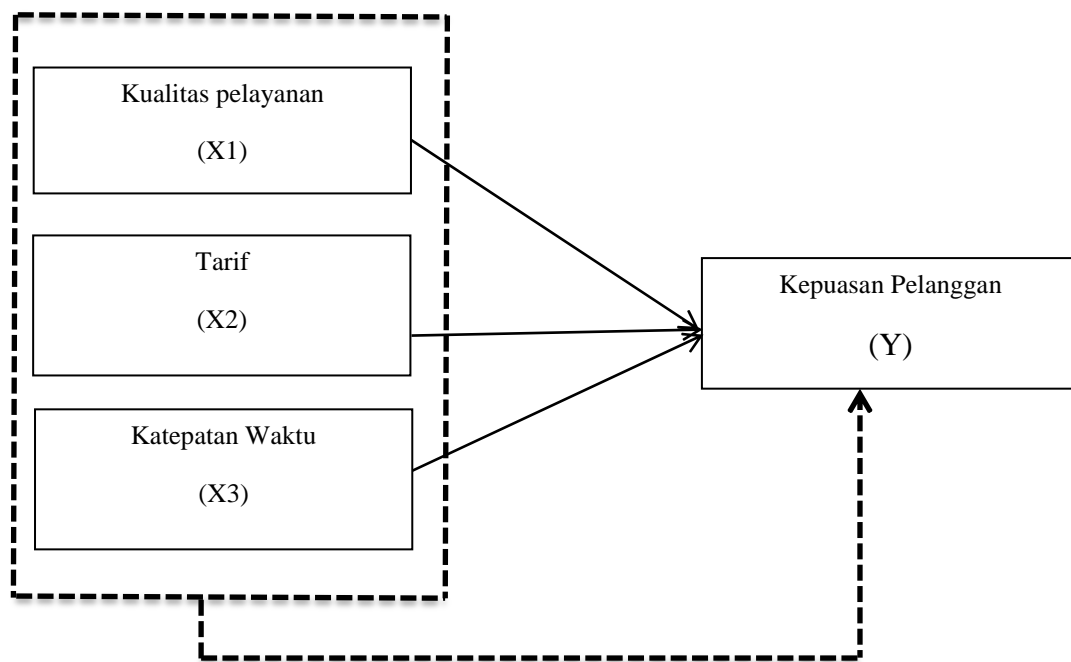 Kualitas pelayanan
(X1)
Tarif
(X2)
Katepatan Waktu
(X3)
Kepuasan Pelanggan
(Y)